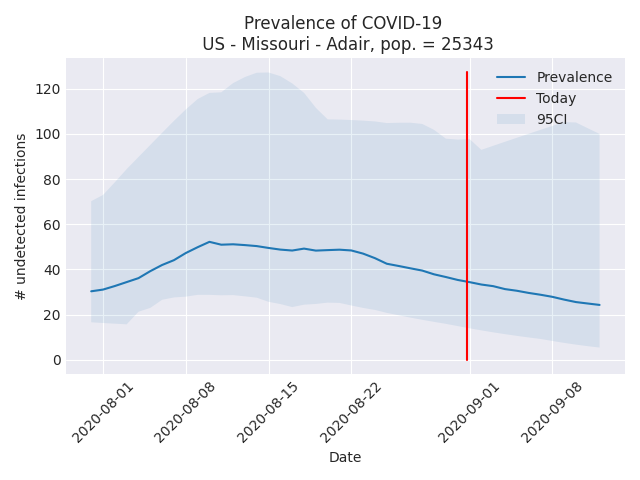 Prevalence of COVID-19
US - Missouri - Adair, pop. = 25343
Prevalence
Today
95CI
# undetected infections
120
100
80
60
40
20
0
2020-08-01
2020-08-08
2020-08-15
2020-08-22
2020-09-01
2020-09-08
Date